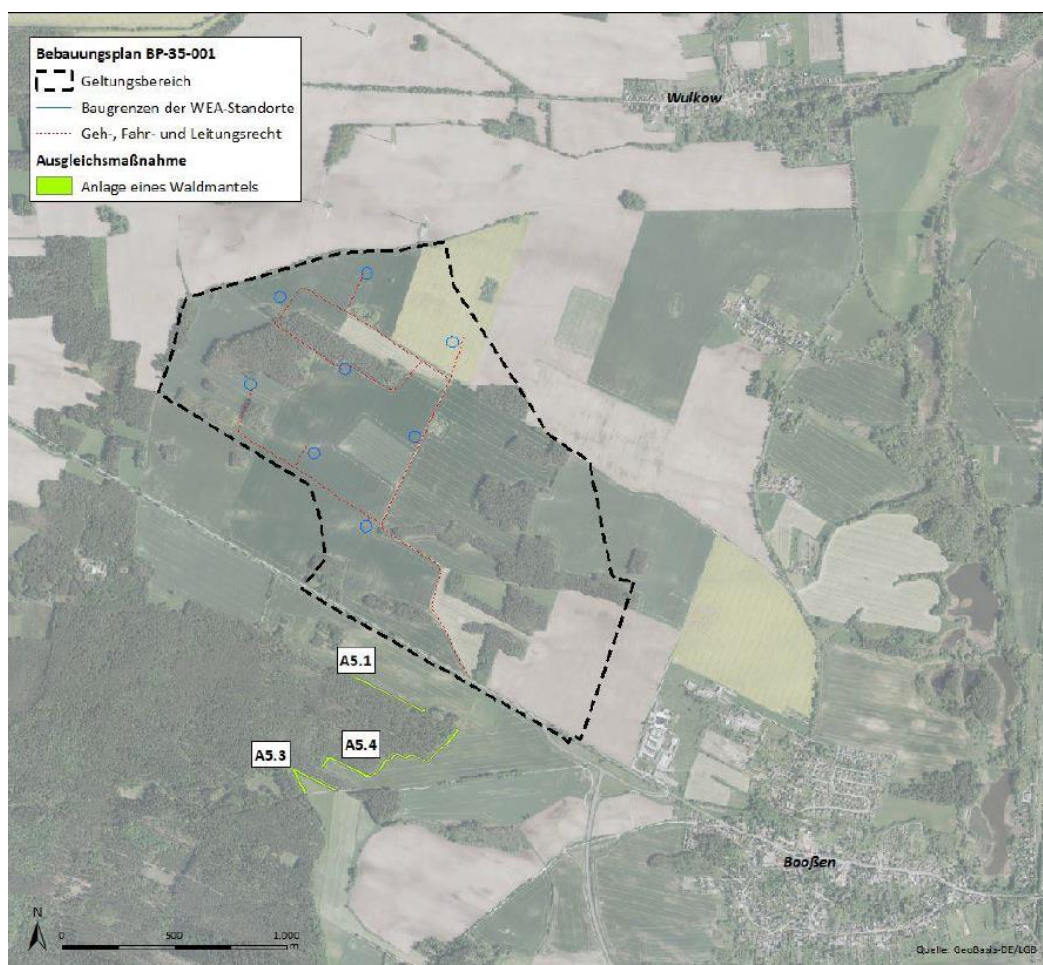 Bebauungsplan BP-35-001
Geltungsbereich
Baugrenzen der WEA-Standorte
Geh-, Fahr- und Leitungsrecht
Ausgleichsmaßnahme
Anlage eines Waldmantels
Wulkow
A5.1
A5.4
A5.3
Booßen
N
0 500 1.000
m
Quelle: GeoBasis-DE/LGB